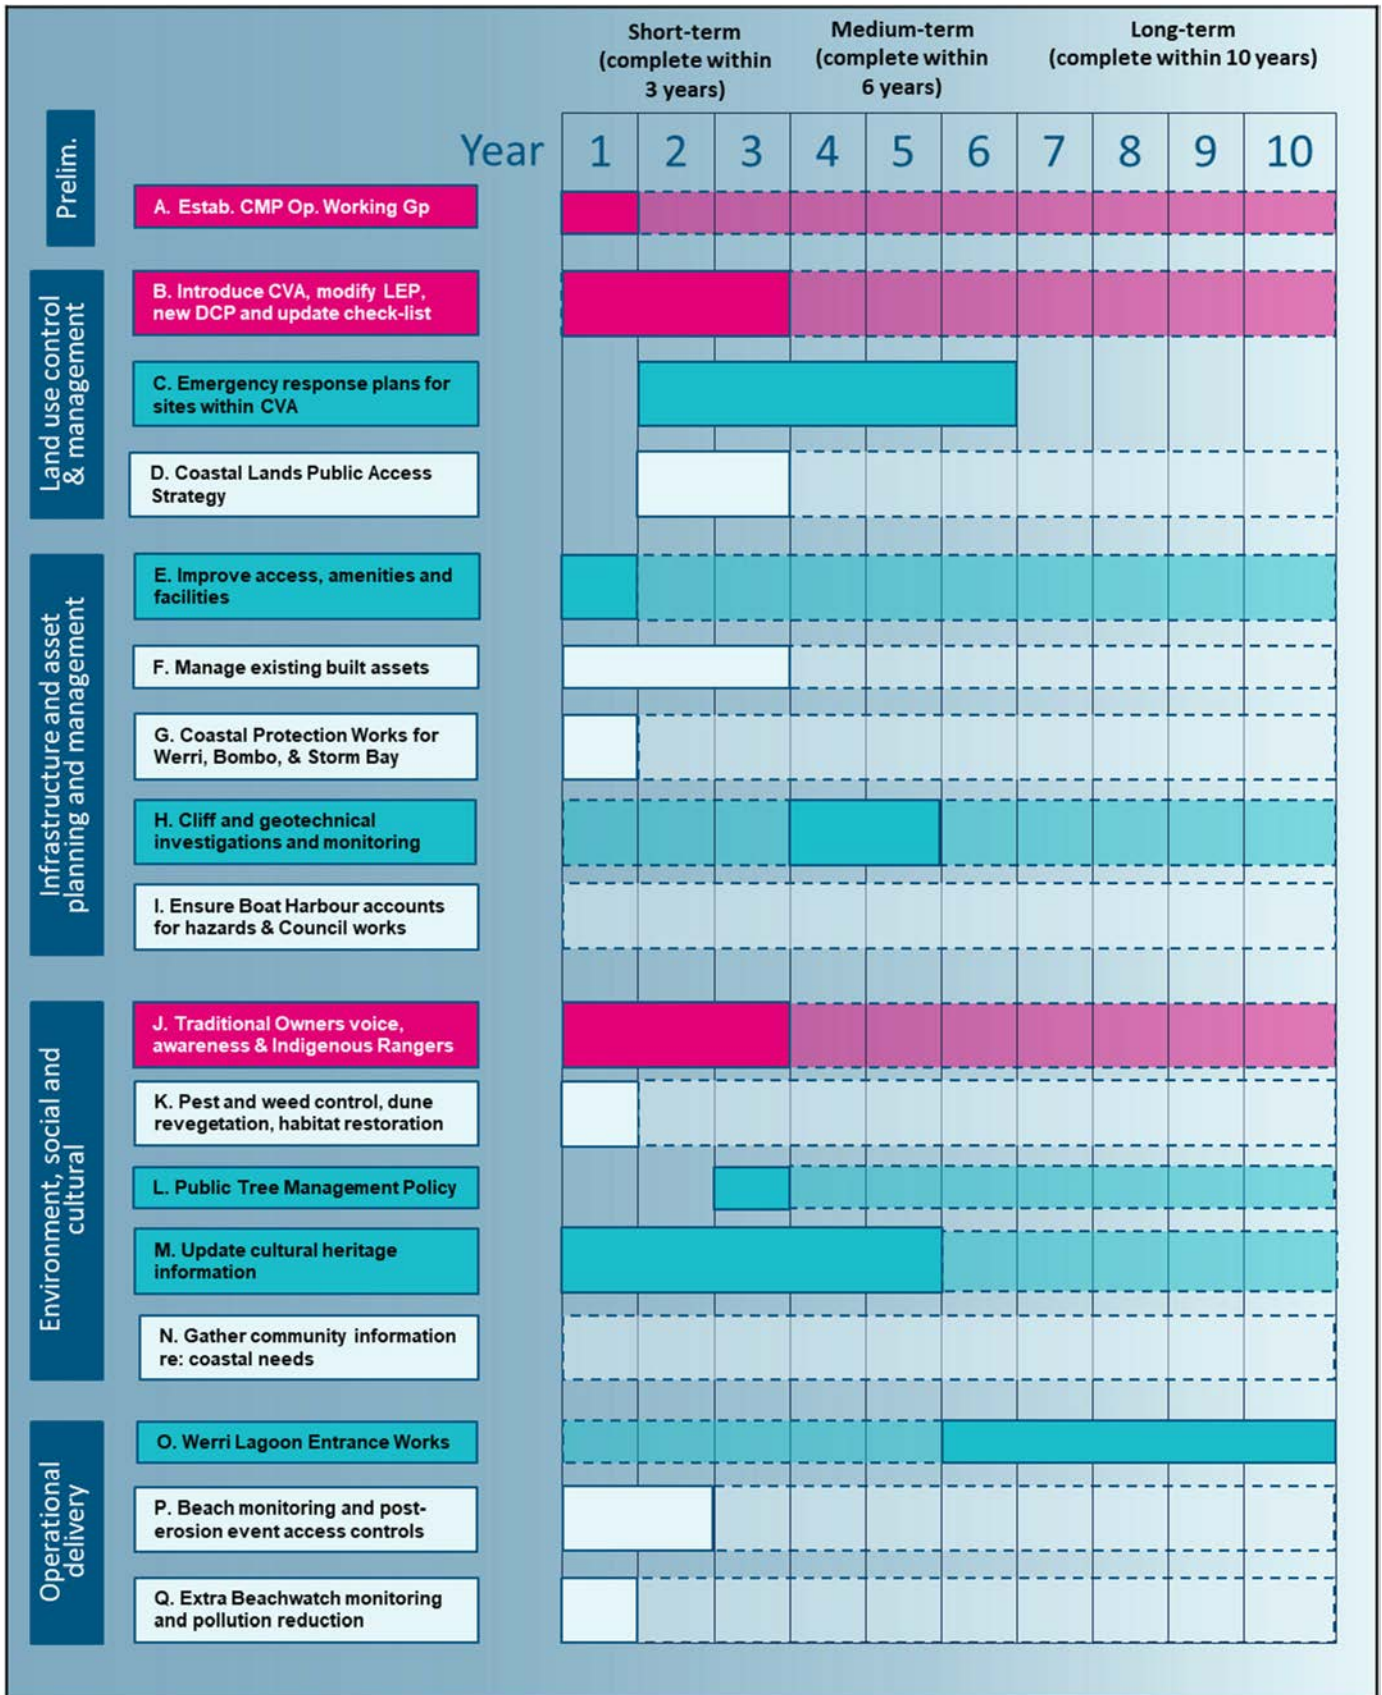 Short-term
(complete within
3 years)
Medium-term
(complete within
6 years)
Long-term
(complete within 10 years)
Year 1 2 3 4 5 6 7 8 9 10
Prelim.
A. Estab. CMP Op. Working Gp
Land use control
& management
B. Introduce CVA, modify LEP,
new DCP and update check-list
C. Emergency response plans for
sites within CVA
D. Coastal Lands Public Access
Strategy
Infrastructure and asset
planning and management
E. Improve access, amenities and
facilities
F. Manage existing built assets
G. Coastal Protection Works for
Werri, Bombo, & Storm Bay
H. Cliff and geotechnical
investigations and monitoring
I. Ensure Boat Harbour accounts
for hazards & Council works
Environment, social and
cultural
J. Traditional Owners voice,
awareness & Indigenous Rangers
K. Pest and weed control, dune
revegetation, habitat restoration
L. Public Tree Management Policy
M. Update cultural heritage
information
N. Gather community information
re: coastal needs
Operational
delivery
O. Werri Lagoon Entrance Works
P. Beach monitoring and post-
erosion event access controls
Q. Extra Beachwatch monitoring
and pollution reduction